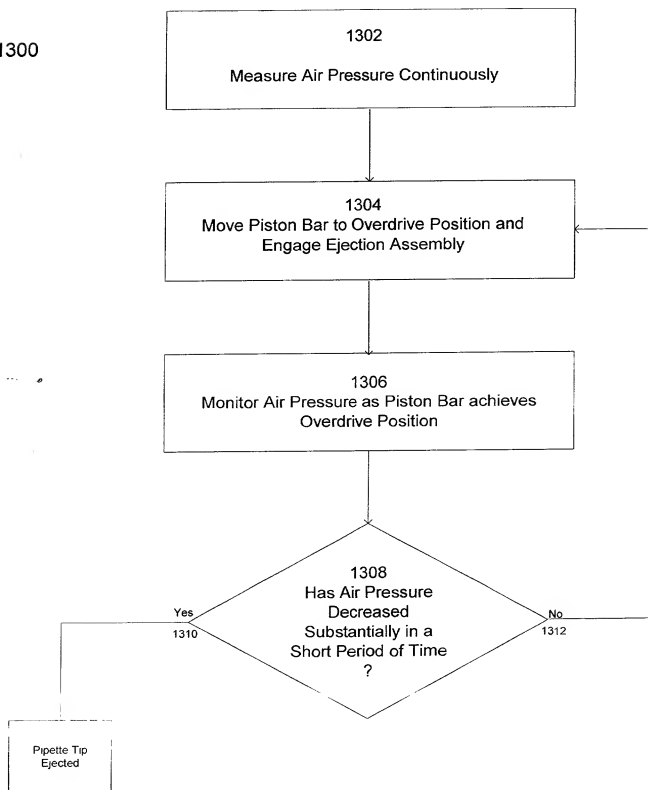 1300
1302
Measure Air Pressure Continuously
1304
Move Piston Bar to Overdrive Position and
Engage Ejection Assembly
1306
Monitor Air Pressure as Piston Bar achieves
Overdrive Position
1308
Has Air Pressure
Decreased
Substantially in a
Short Period of Time
?
Yes
1310
No
1312
Pipette Tip
Ejected